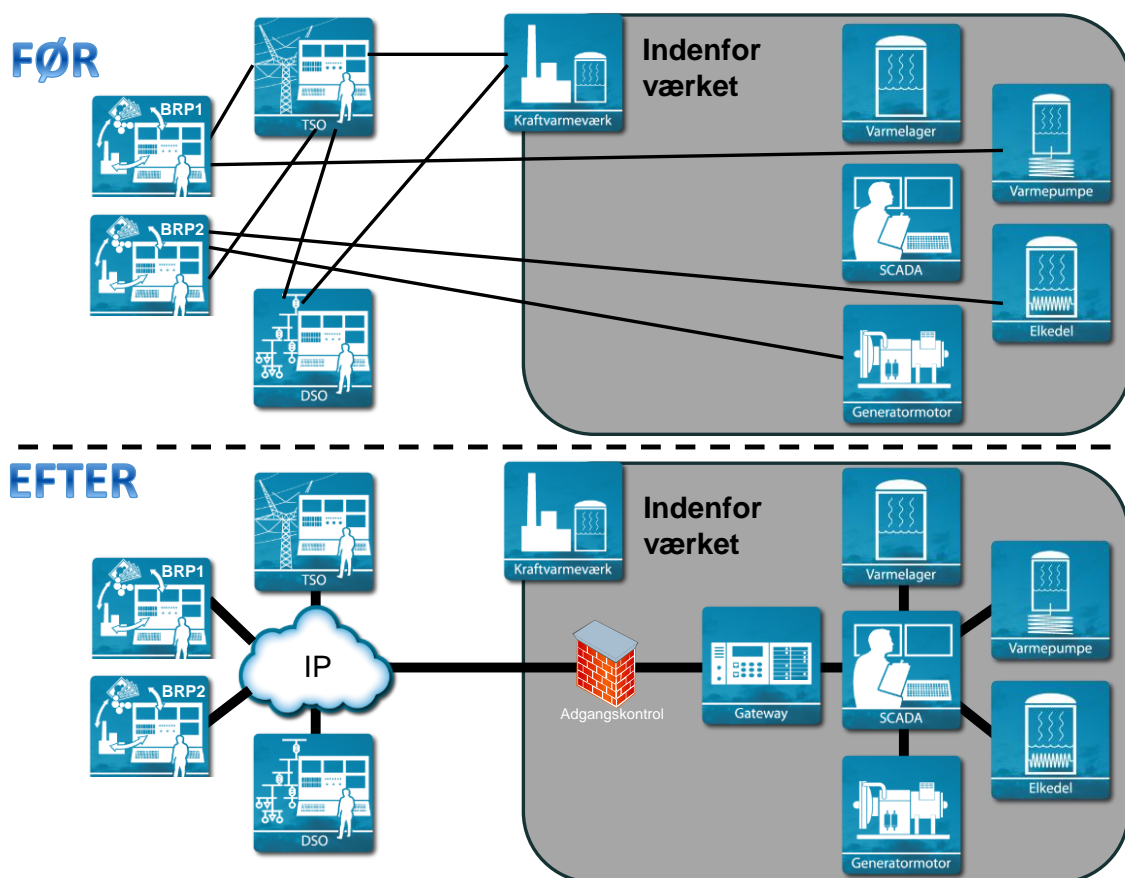 FØR
BRP1
TSO
Kraftvarmeværk
Indenfor
værket
Varmelager
Varmepumpe
BRP2
SCADA
Elkedel
DSO
Generatormotor
EFTER
BRP1
TSO
Kraftvarmeværk
Indenfor
værket
Varmelager
Varmepumpe
IP
BRP2
Adgangskontrol
Gateway
SCADA
Elkedel
DSO
Generatormotor